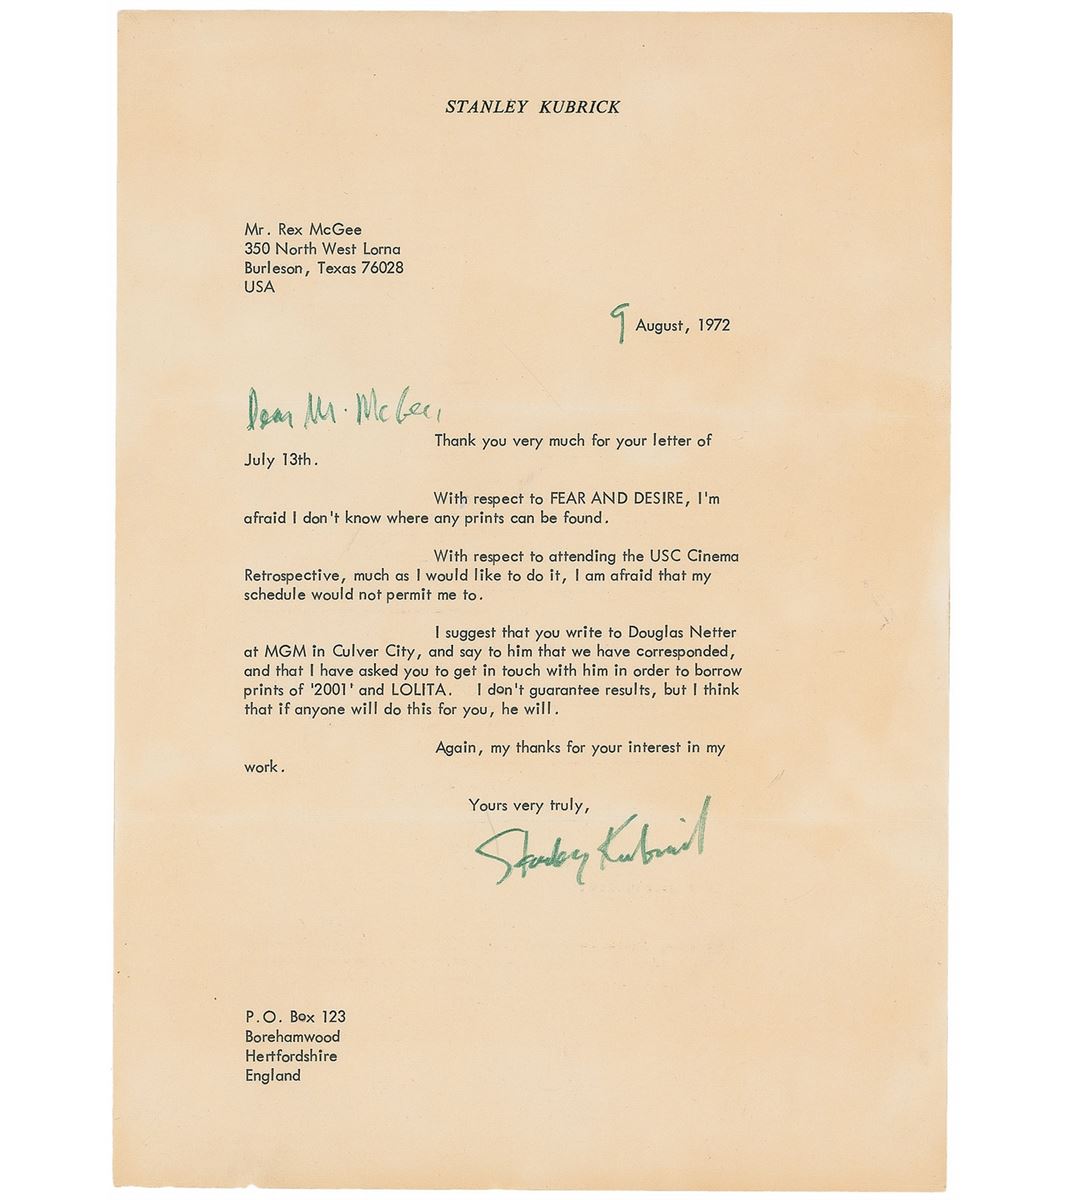 STANLEY KUBRICK
Mr. Rex McGee
350 North West Lorna
Burleson, Texas 76028
USA
9 August, 1972
Dear Mr. McGee,
Thank you very much for your letter of
July 13th.
With respect to FEAR AND DESIRE, I'm
afraid I don't know where any prints can be found.
With respect to attending the USC Cinema
Retrospective, much as I would like to do it, I am afraid that my
schedule would not permit me to.
I suggest that you write to Douglas Netter
at MGM in Culver City, and say to him that we have corresponded,
and that I have asked you to get in touch with him in order to borrow
prints of '2001' and LOLITA. I don't guarantee results, but I think
that if anyone will do this for you, he will.
Again, my thanks for your interest in my
work.
Yours very truly,
Stanley Kubrick
P.O. Box 123
Borehamwood
Hertfordshire
England